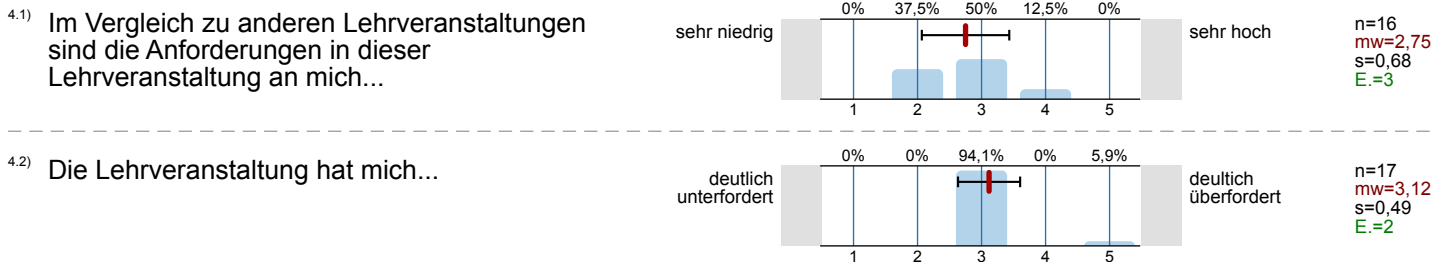 4.1) Im Vergleich zu anderen Lehrveranstaltungen
sind die Anforderungen in dieser
Lehrveranstaltung an mich...
sehr niedrig
0% 37,5% 50% 12,5% 0%
1 2 3 4 5
sehr hoch
n=16
mw=2,75
s=0,68
E.=3
4.2) Die Lehrveranstaltung hat mich...
deutlich
unterfordert
0% 0% 94,1% 0% 5,9%
1 2 3 4 5
deultich
überfordert
n=17
mw=3,12
s=0,49
E.=2